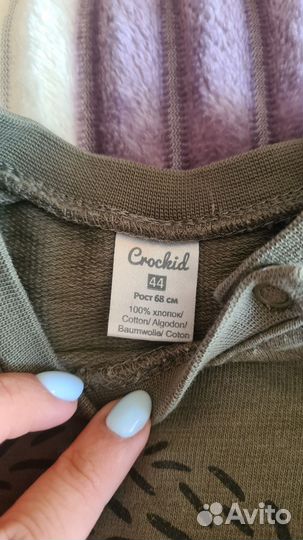 Crockid
44
Рост 68 см
100% хлопок/
Cotton/ Algodon/
Baumwolle/ Coton
Avito